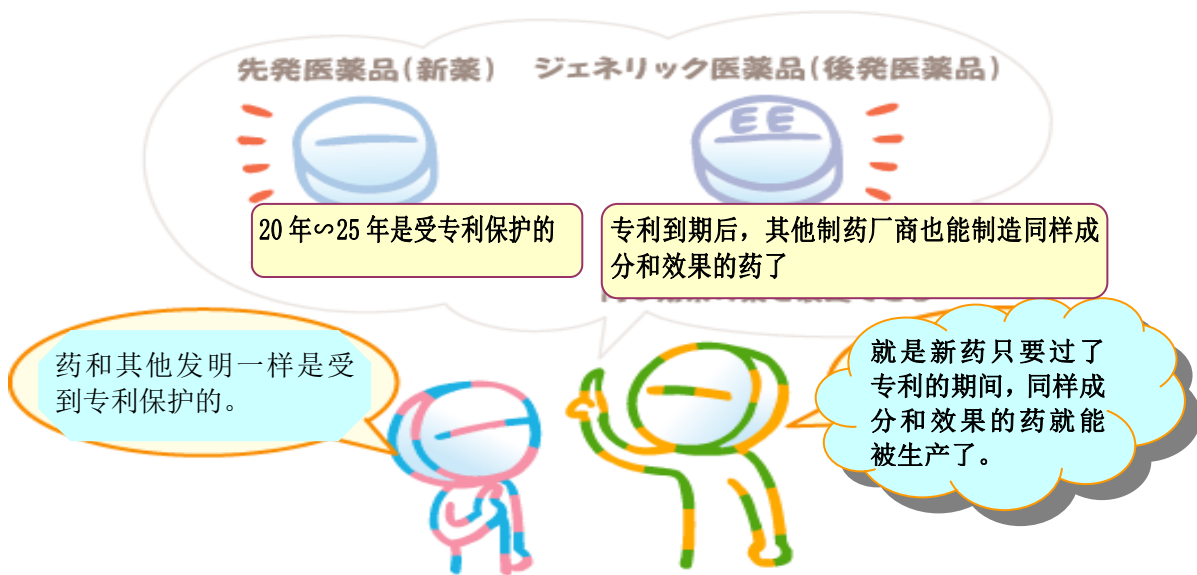 先発医薬品(新薬) ジェネリック医薬品(後発医薬品)
EE
20年∽25年是受专利保护的
专利到期后，其他制药厂商也能制造同样成
分和效果的药了
药和其他发明一样是受
到专利保护的。
就是新药只要过了
专利的期间，同样成
分和效果的药就能
被生产了。